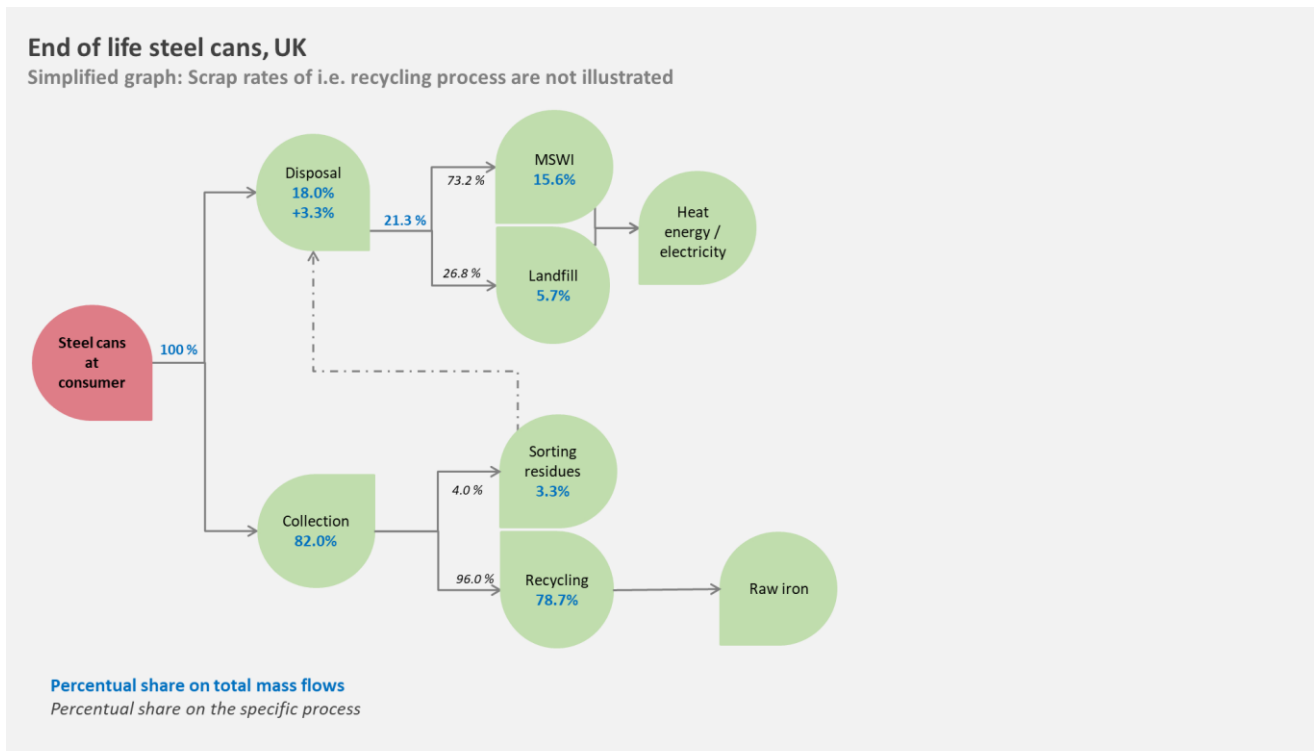 End of life steel cans, UK
Simplified graph: Scrap rates of i.e. recycling process are not illustrated
Steel cans
at
consumer
100 %
Disposal
18.0%
+3.3%
21.3 %
73.2 %
MSWI
15.6%
26.8 %
Landfill
5.7%
Heat
energy /
electricity
Collection
82.0%
4.0 %
Sorting
residues
3.3%
96.0 %
Recycling
78.7%
Raw iron
Percentual share on total mass flows
Percentual share on the specific process